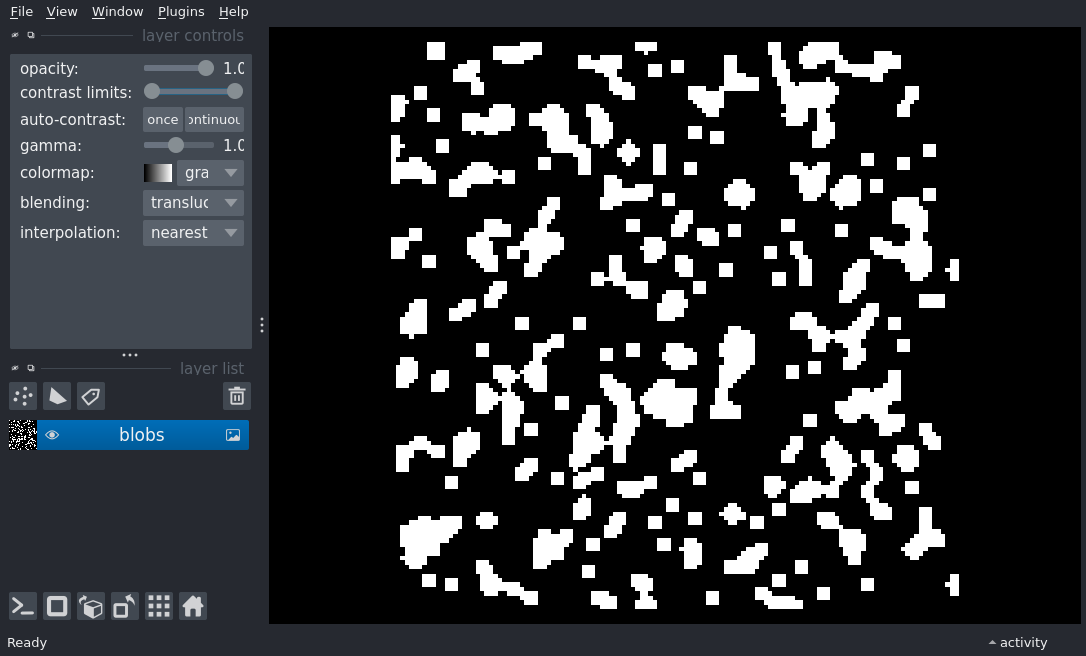 File View Window Plugins Help
layer controls
opacity: 1.0
contrast limits:
auto-contrast: once ontinuou
gamma: 1.0
colormap: gra
blending: transluc
interpolation: nearest
layer list
blobs
Ready
activity